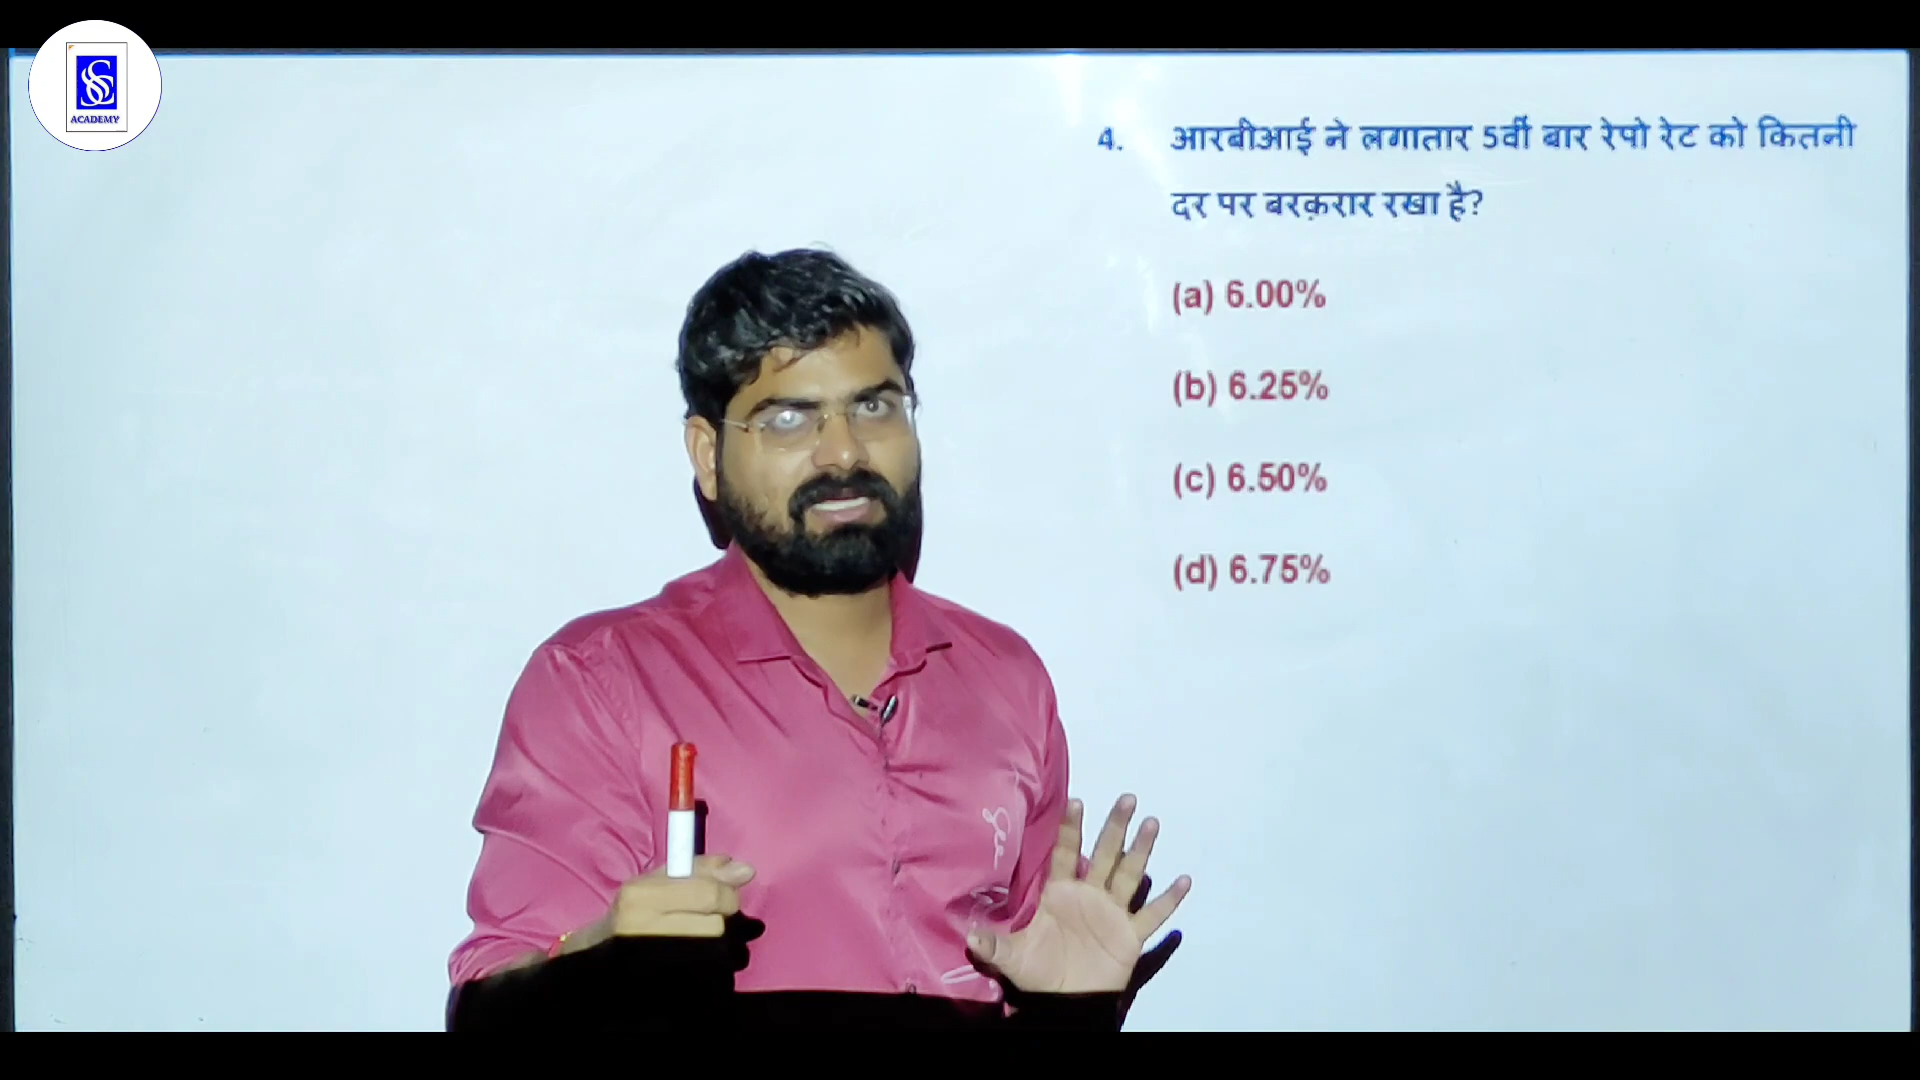 ACADEMY
4. आरबीआई ने लगातार 5वीं बार रेपो रेट को कितनी
दर पर बरक़रार रखा है?
(a) 6.00%
(b) 6.25%
(c) 6.50%
(d) 6.75%